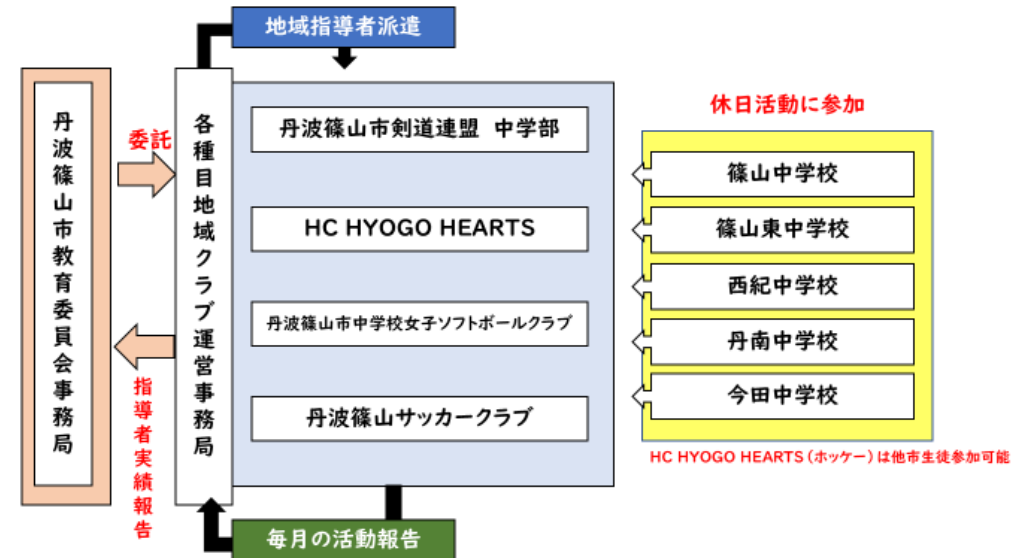 地域指導者派遣
丹波篠山市教育委員会事務局
委託
指導者実績報告
各種目地域クラブ運営事務局
丹波篠山市剣道連盟 中学部
HC HYOGO HEARTS
丹波篠山市中学校女子ソフトボールクラブ
丹波篠山サッカークラブ
毎月の活動報告
休日活動に参加
篠山中学校
篠山東中学校
西紀中学校
丹南中学校
今田中学校
HC HYOGO HEARTS(ホッケー)は他市生徒参加可能